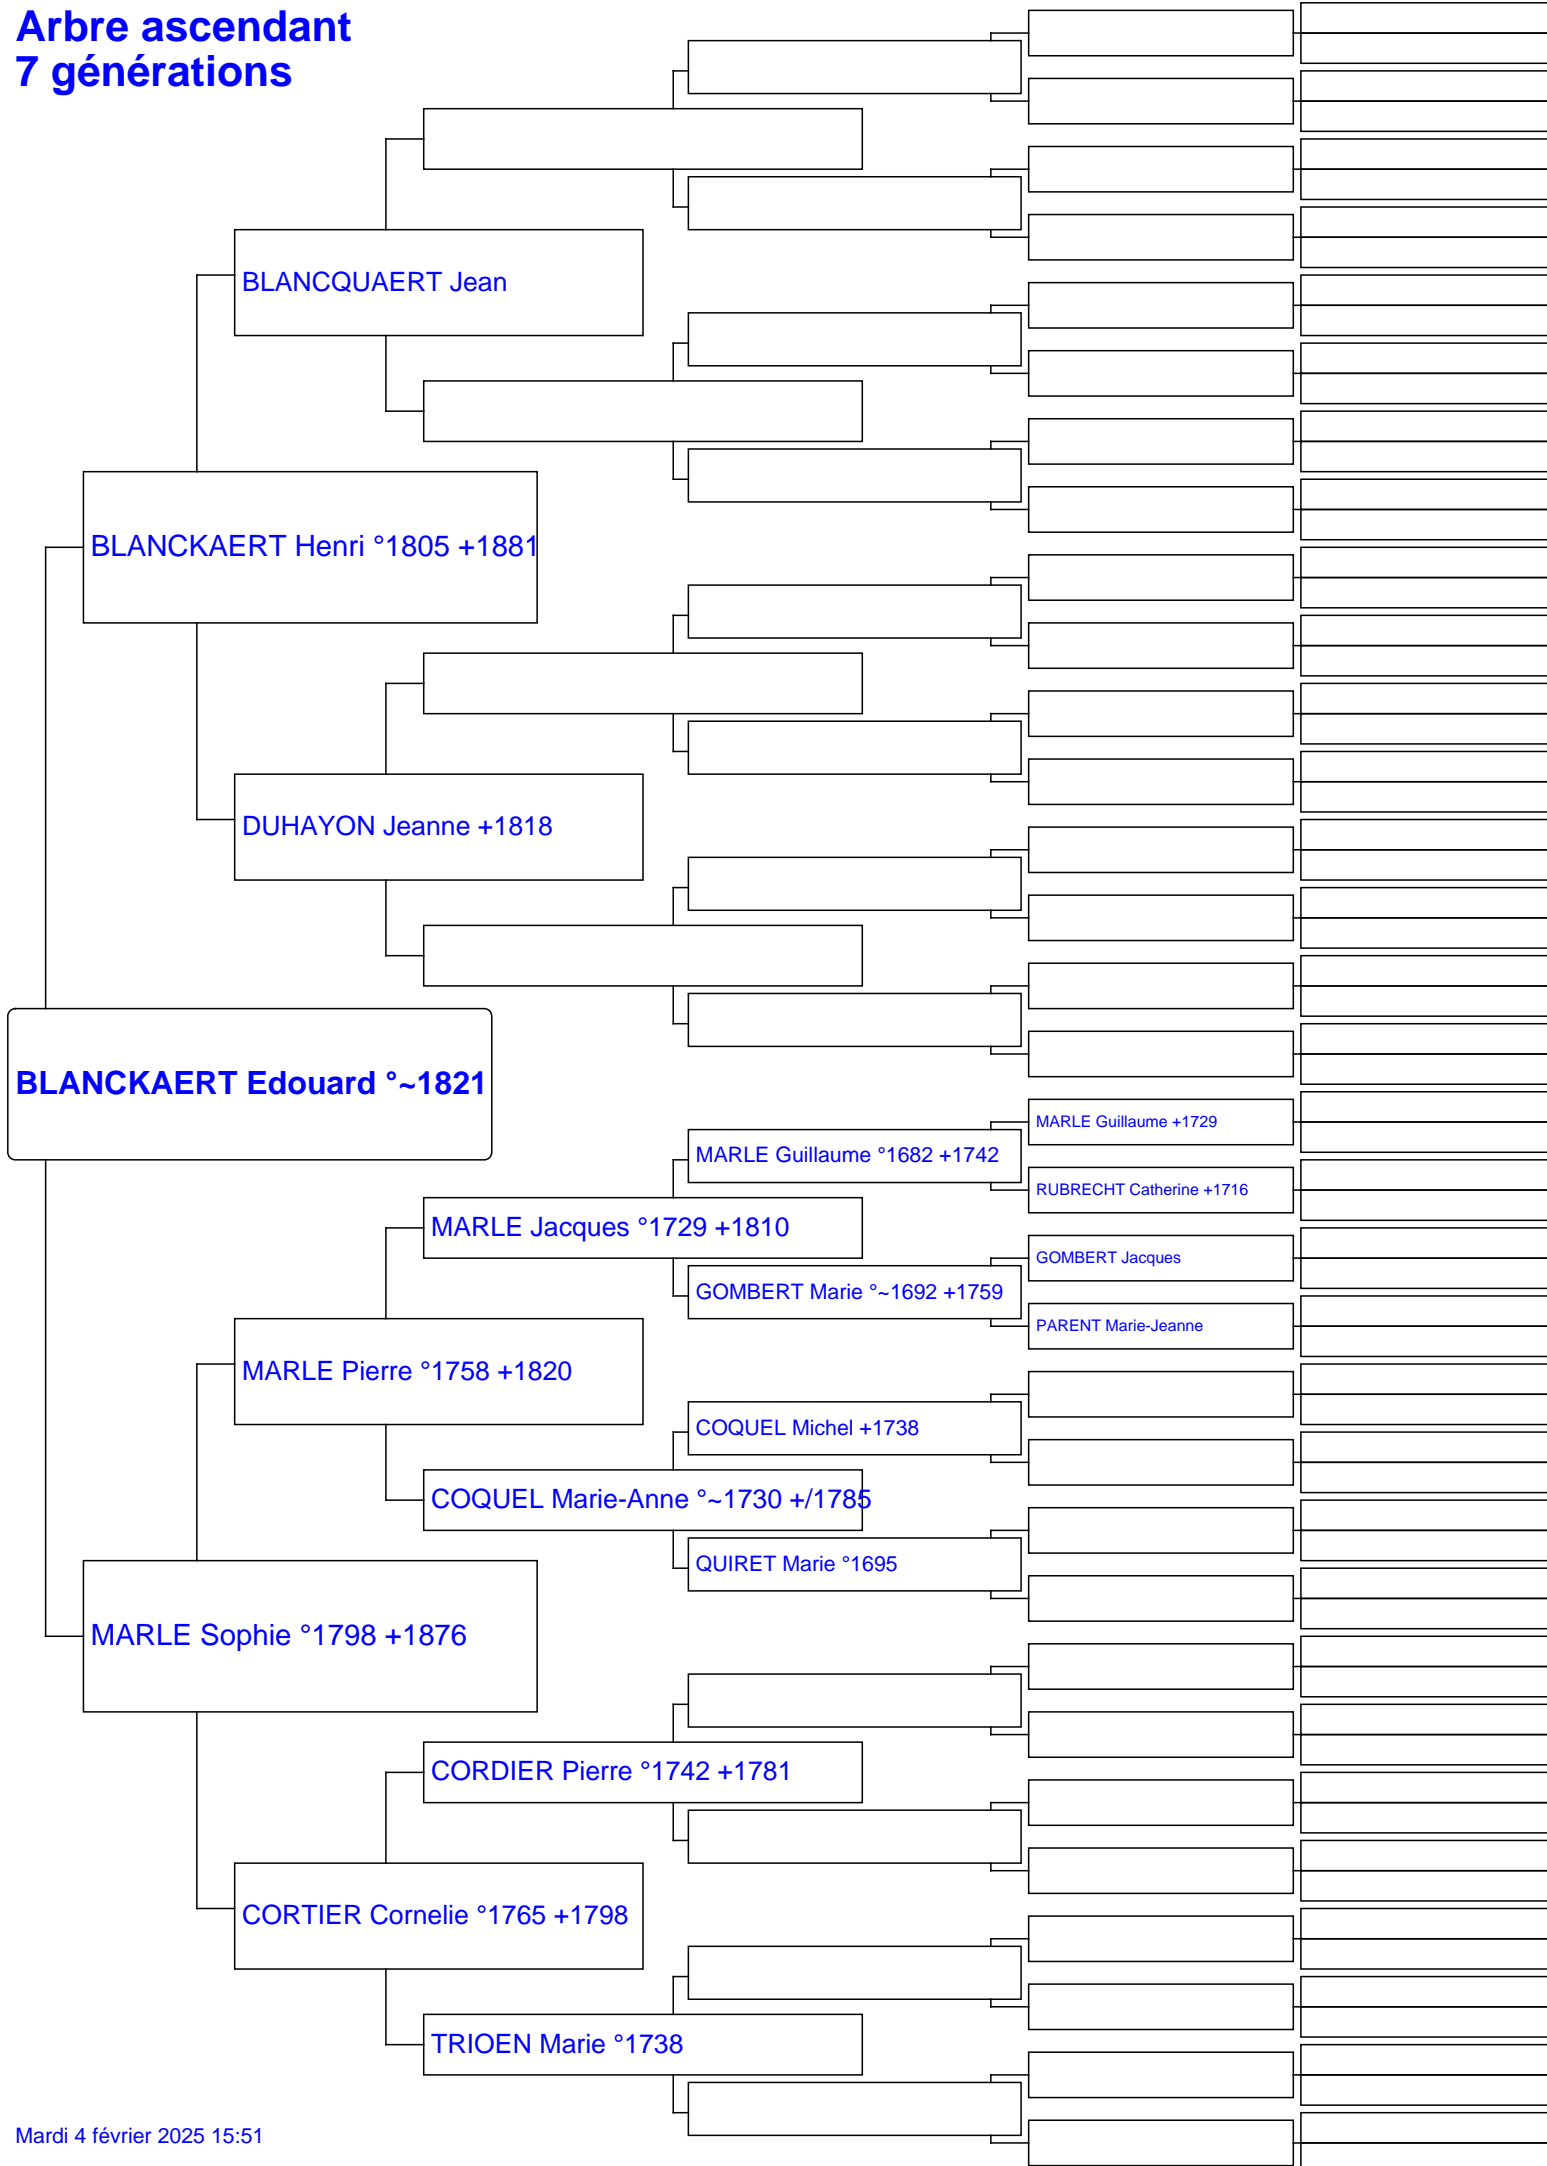 Arbre ascendant
7 générations
BLANCQUAERT Jean
BLANCKAERT Henri °1805 +1881
DUHAYON Jeanne +1818
BLANCKAERT Edouard °~1821
MARLE Guillaume +1729
MARLE Guillaume °1682 +1742
RUBRECHT Catherine +1716
MARLE Jacques °1729 +1810
GOMBERT Jacques
GOMBERT Marie °~1692 +1759
PARENT Marie-Jeanne
MARLE Pierre °1758 +1820
COQUEL Michel +1738
COQUEL Marie-Anne °~1730 +/1785
QUIRET Marie °1695
MARLE Sophie °1798 +1876
CORDIER Pierre °1742 +1781
CORTIER Cornelie °1765 +1798
TRIOEN Marie °1738
Mardi 4 février 2025 15:51